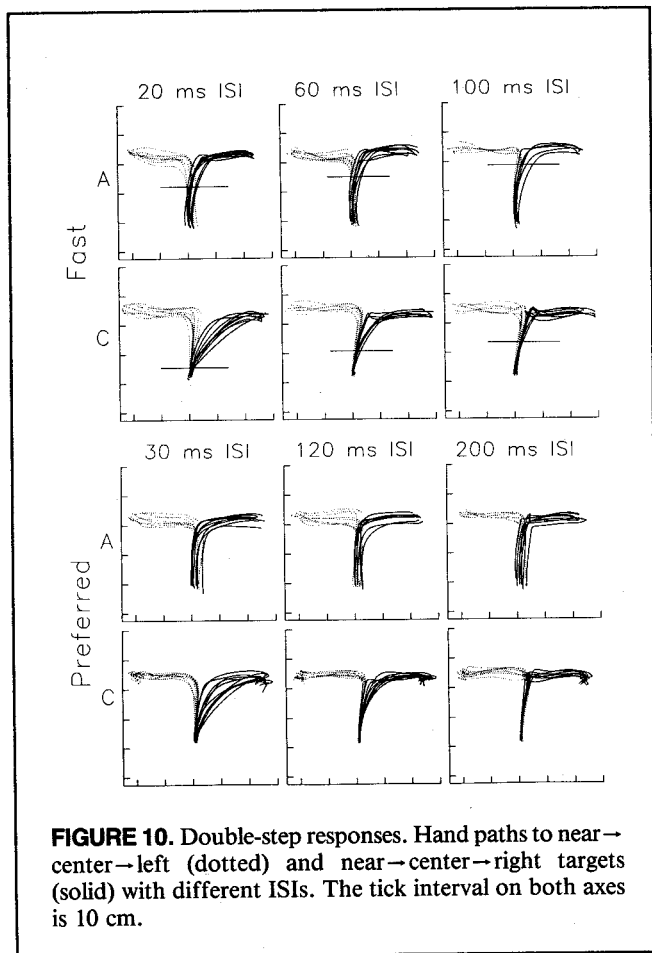 20 ms ISI 60 ms ISI 100 ms ISI
A
Fast
C
30 ms ISI 120 ms ISI 200 ms ISI
A
Preferred
C
FIGURE 10. Double-step responses. Hand paths to near→
center→left (dotted) and near→center→right targets
(solid) with different ISIs. The tick interval on both axes
is 10 cm.